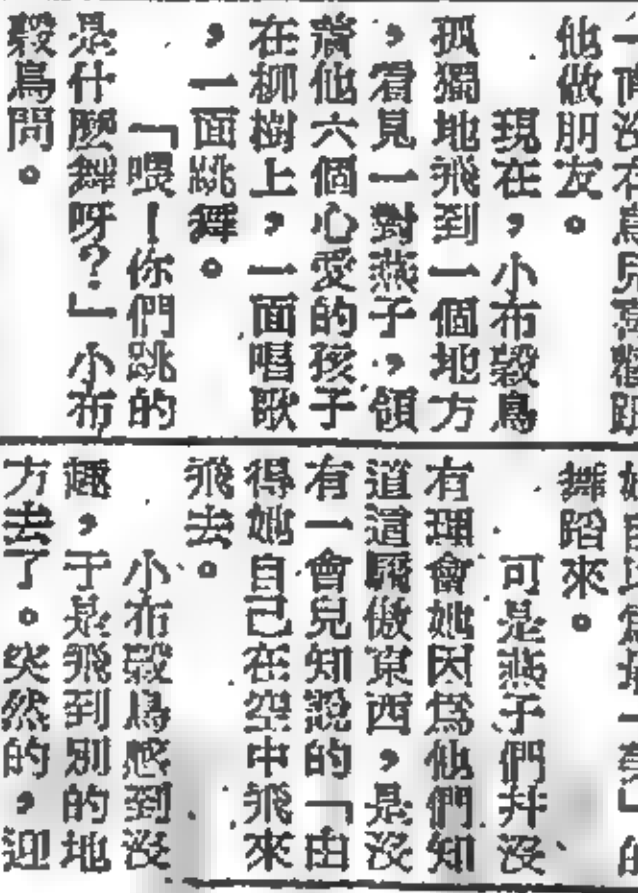 沒有鳥兒
他做朋友。
現在，小布穀鳥
孤獨地飛到一個地方
，看見一對燕子，領
着他六個心愛的孩子
在柳樹上，一面唱歌
，一面跳舞。
「喂！你們跳的
是什麼舞呀？」小布
穀鳥問。
舞蹈來。
可是燕子們幷沒
有理會她因爲他們知
道這驕傲東西，是沒
有一會兒知說的「由
得她自己在空中飛來
飛去。
小布穀鳥感到沒
趣，于是飛到別的地
方去了。突然的，迎